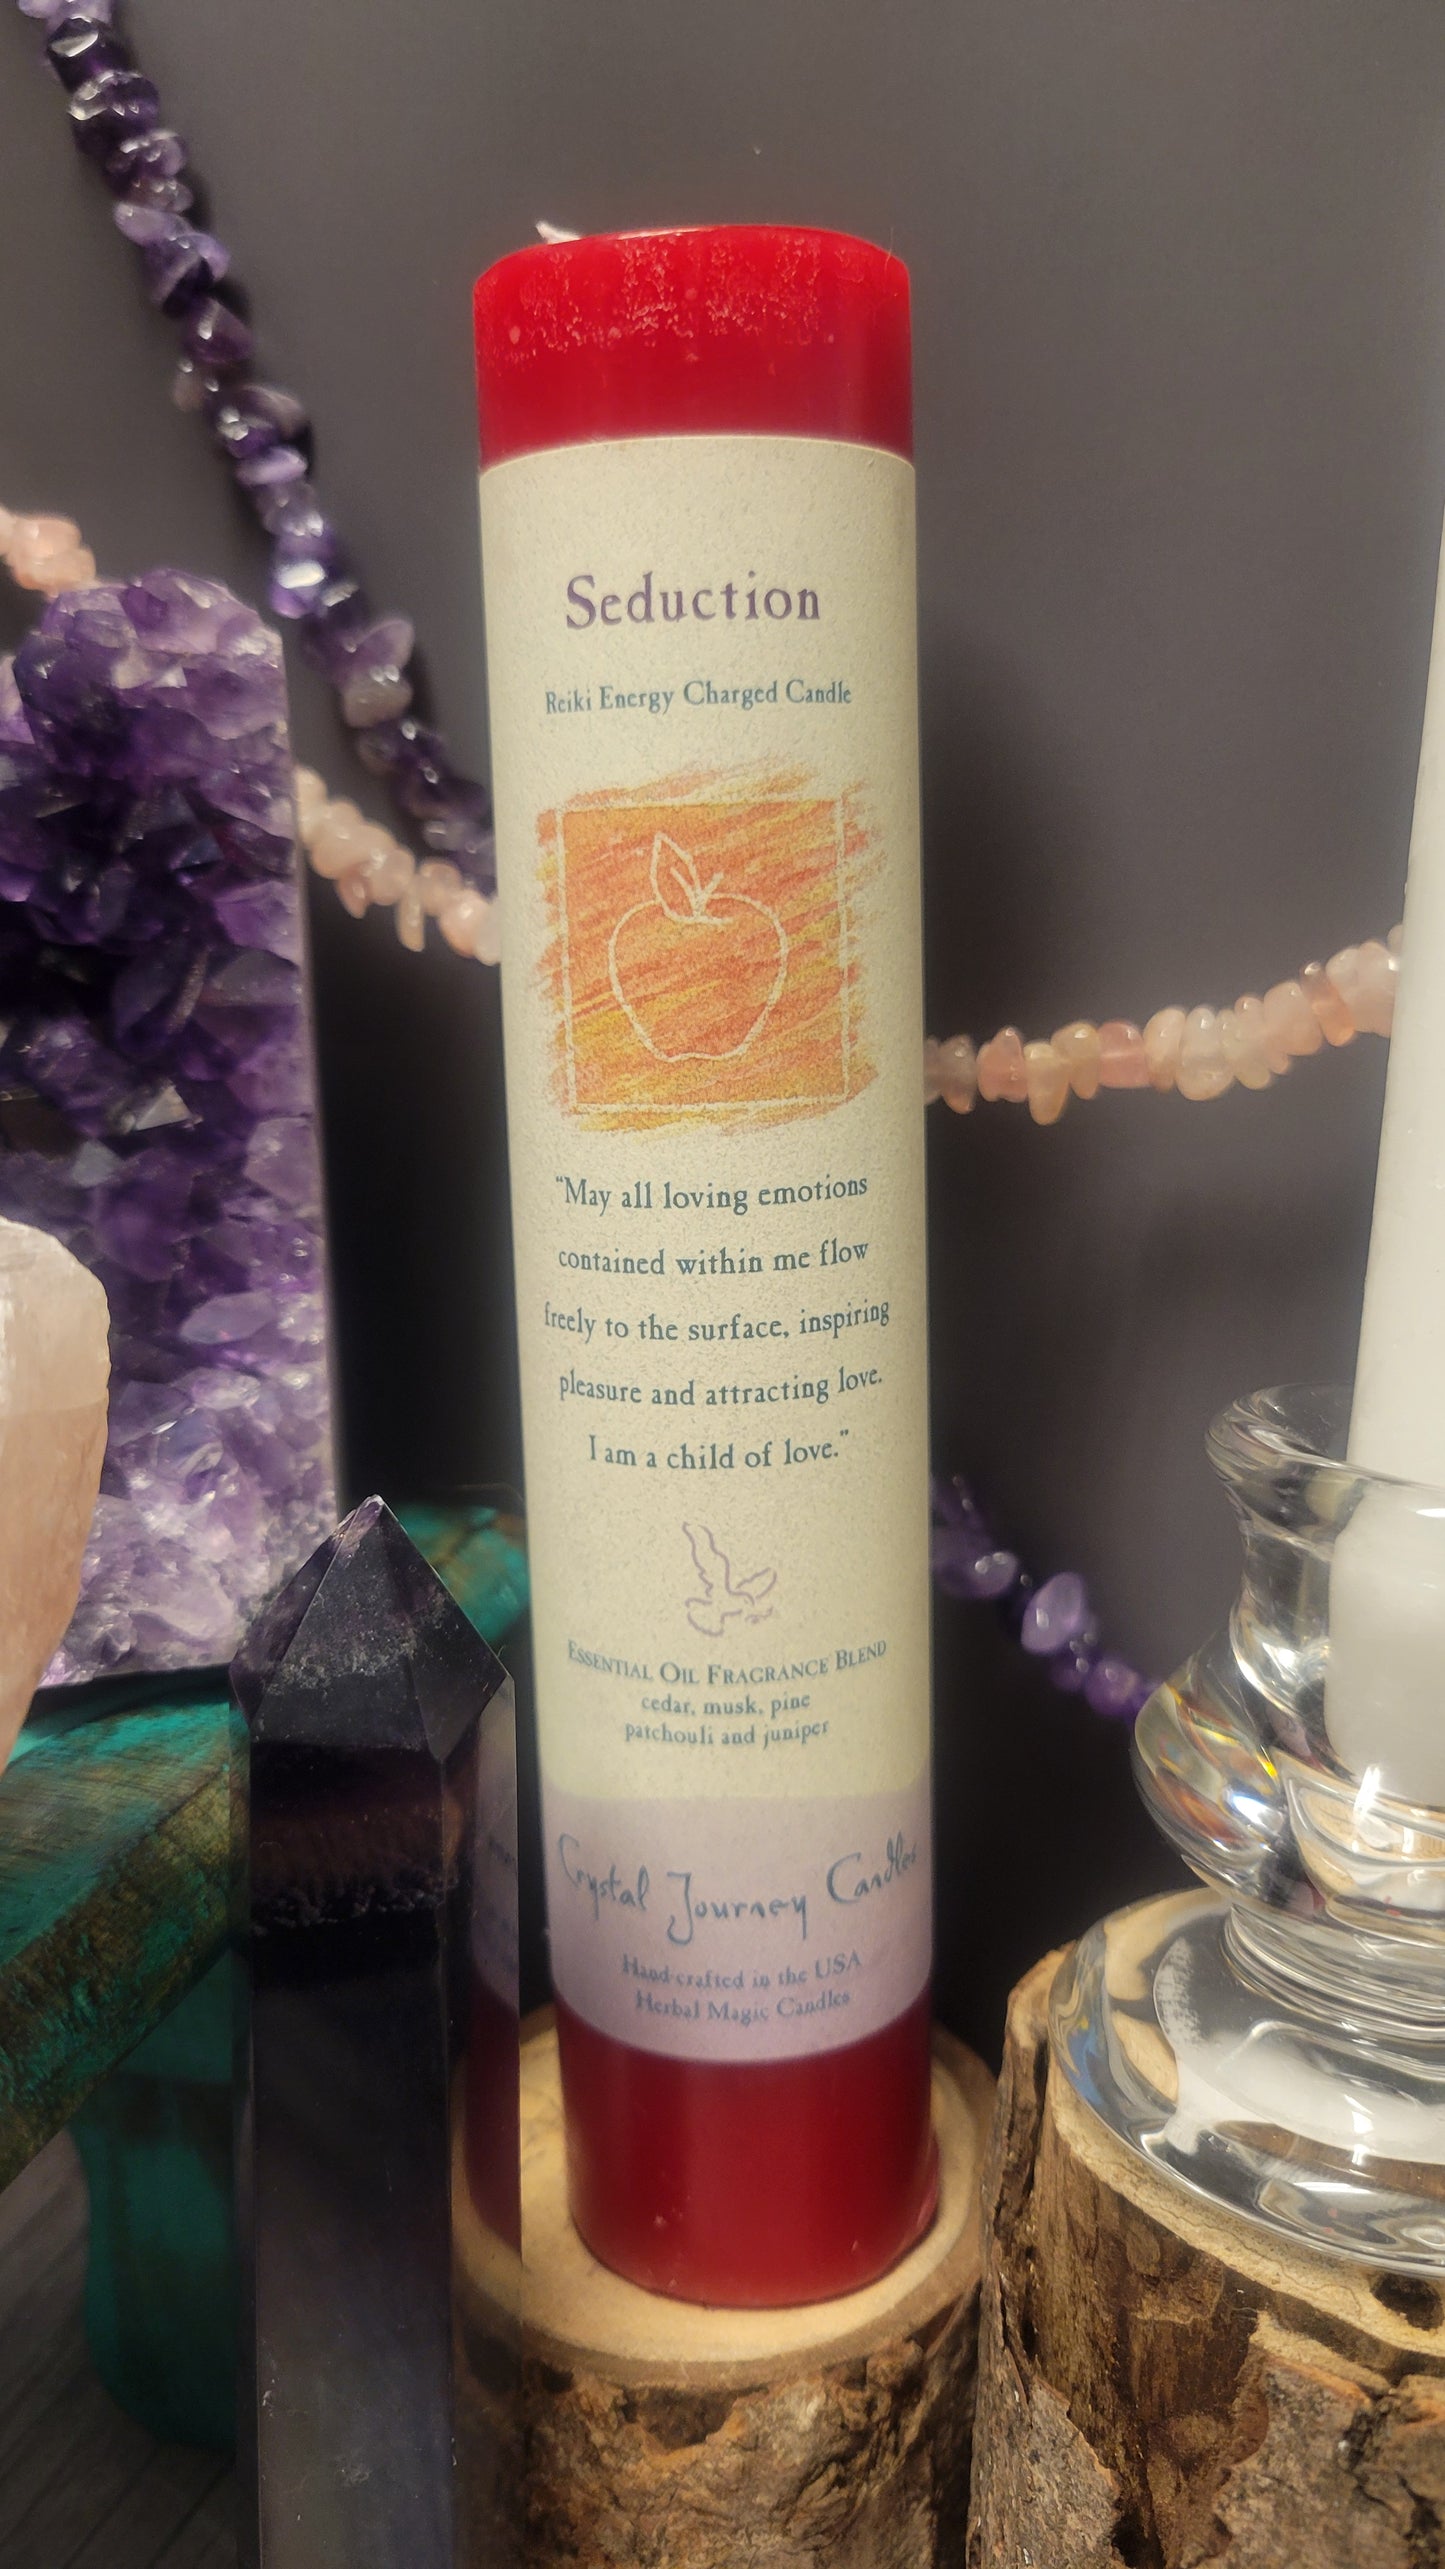 Seduction
Reiki Energy Charged Candle
"May all loving emotions
contained within me flow
freely to the surface, inspiring
pleasure and attracting love.
I am a child of love."
ESSENTIAL OIL FRAGRANCE BLEND
cedar, musk, pine
patchouli and juniper
Crystal Journey Candles
Hand crafted in the USA
Herbal Magic Candles